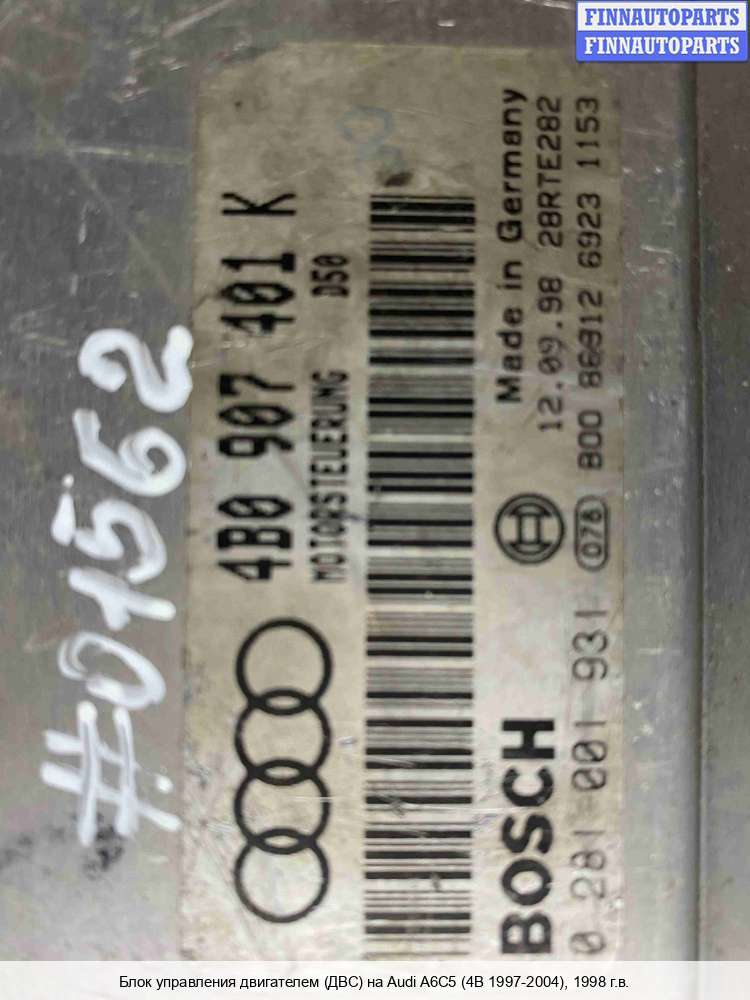 FINNAUTOPARTS
FINNAUTOPARTS
#01562
4B0 907 401 K
MOTORSTEUERUNG D50
Made in Germany
12.09.98 28RTE282
078 800 86912 6923 1153
BOSCH
0 281 001 931
Блок управления двигателем (ДВС) на Audi A6C5 (4B 1997-2004), 1998 г.в.